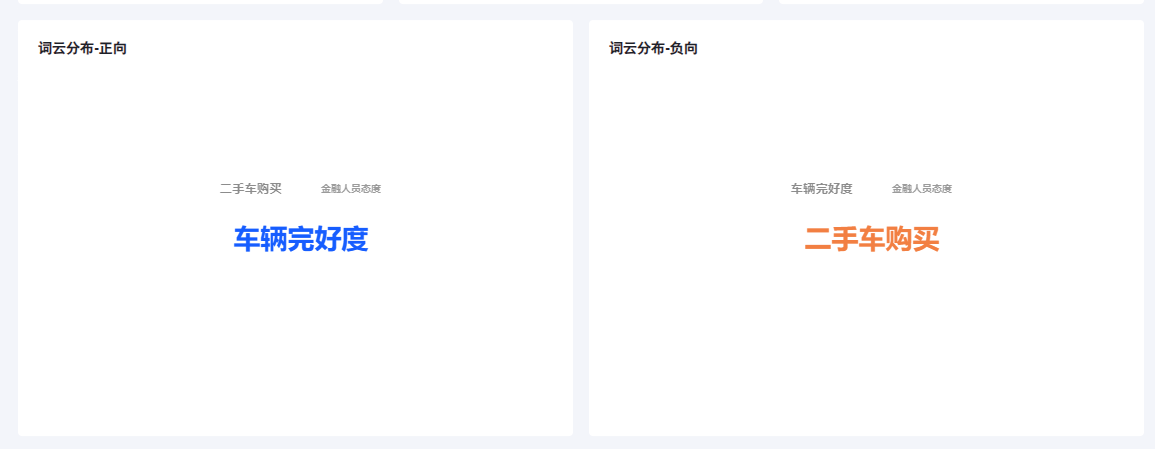 词云分布-正向
二手车购买 金融人员态度
车辆完好度
词云分布-负向
车辆完好度 金融人员态度
二手车购买